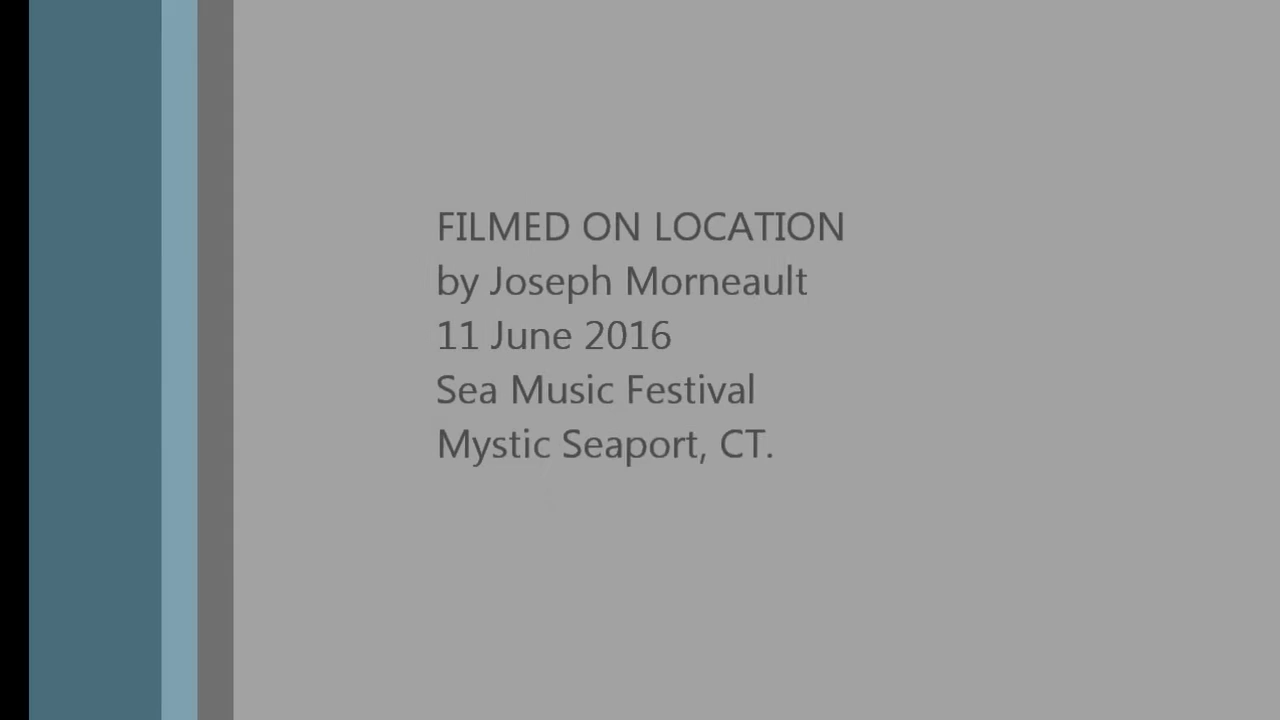 FILMED ON LOCATION
by Joseph Morneault
11 June 2016
Sea Music Festival
Mystic Seaport, CT.